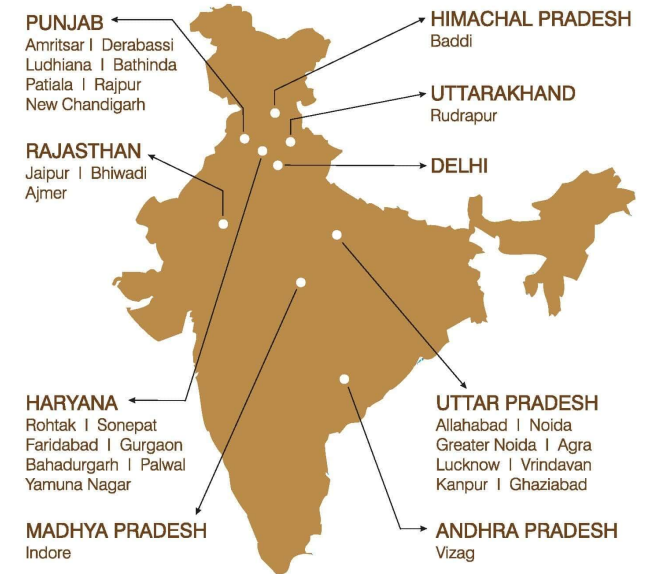 PUNJAB
Amritsar I Derabassi
Ludhiana I Bathinda
Patiala I Rajpur
New Chandigarh
RAJASTHAN
Jaipur I Bhiwadi
Ajmer
HARYANA
Rohtak I Sonepat
Faridabad I Gurgaon
Bahadurgarh I Palwal
Yamuna Nagar
MADHYA PRADESH
Indore
HIMACHAL PRADESH
Baddi
UTTARAKHAND
Rudrapur
DELHI
UTTAR PRADESH
Allahabad I Noida
Greater Noida I Agra
Lucknow I Vrindavan
Kanpur I Ghaziabad
ANDHRA PRADESH
Vizag